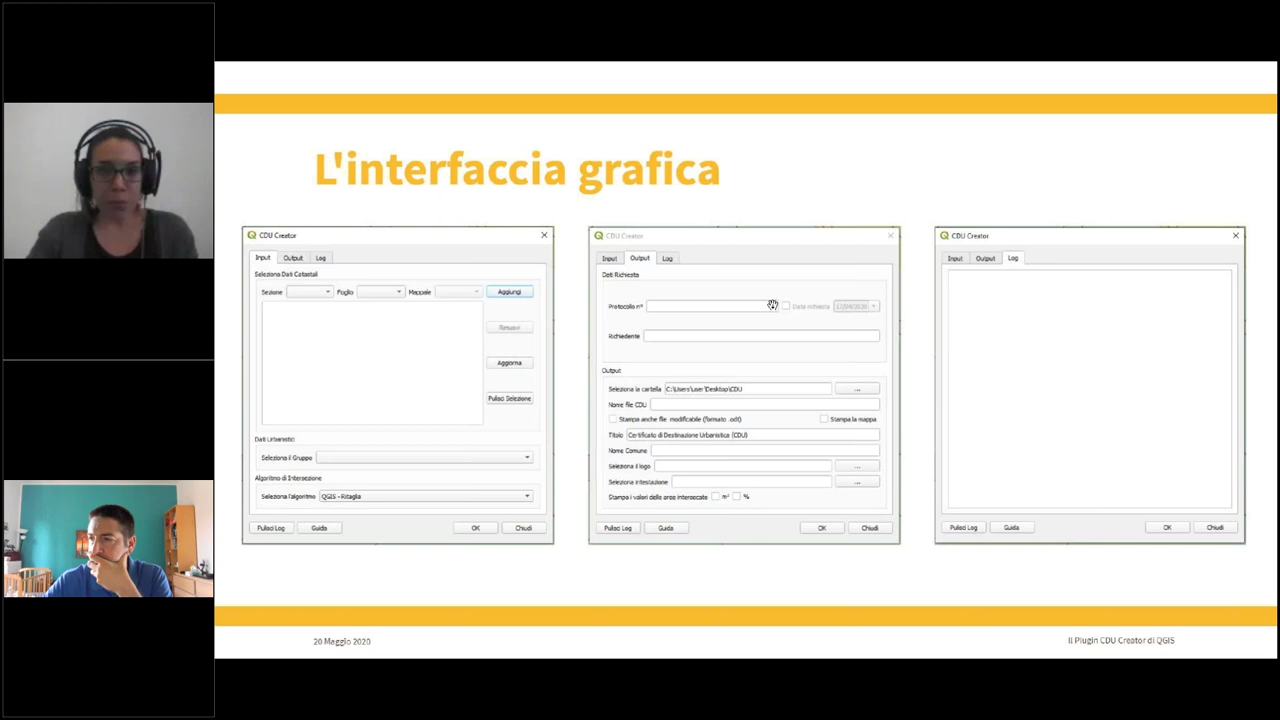 L'interfaccia grafica
CDU Creator
Input Output Log
Seleziona Dati Catastali
Sezione Foglio Mappale Aggiungi
Rimuovi
Aggiorna
Pulisci Selezione
Dati Urbanistici
Seleziona il Gruppo
Algoritmo di Intersezione
Seleziona l'algoritmo QGIS - Ritaglia
Pulisci Log Guida OK Chiudi
CDU Creator
Input Output Log
Dati Richiesta
Protocollo n° Data richiesta
Richiedente
Output
Seleziona la cartella C:\Users\user\Desktop\CDU ...
Nome file CDU
Stampa anche file modificabile (formato .odt) Stampa la mappa
Titolo Certificato di Destinazione Urbanistica (CDU)
Nome Comune
Seleziona il logo ...
Seleziona intestazione ...
Stampa i valori delle aree intersecate m² %
Pulisci Log Guida OK Chiudi
CDU Creator
Input Output Log
Pulisci Log Guida OK Chiudi
20 Maggio 2020
Il Plugin CDU Creator di QGIS